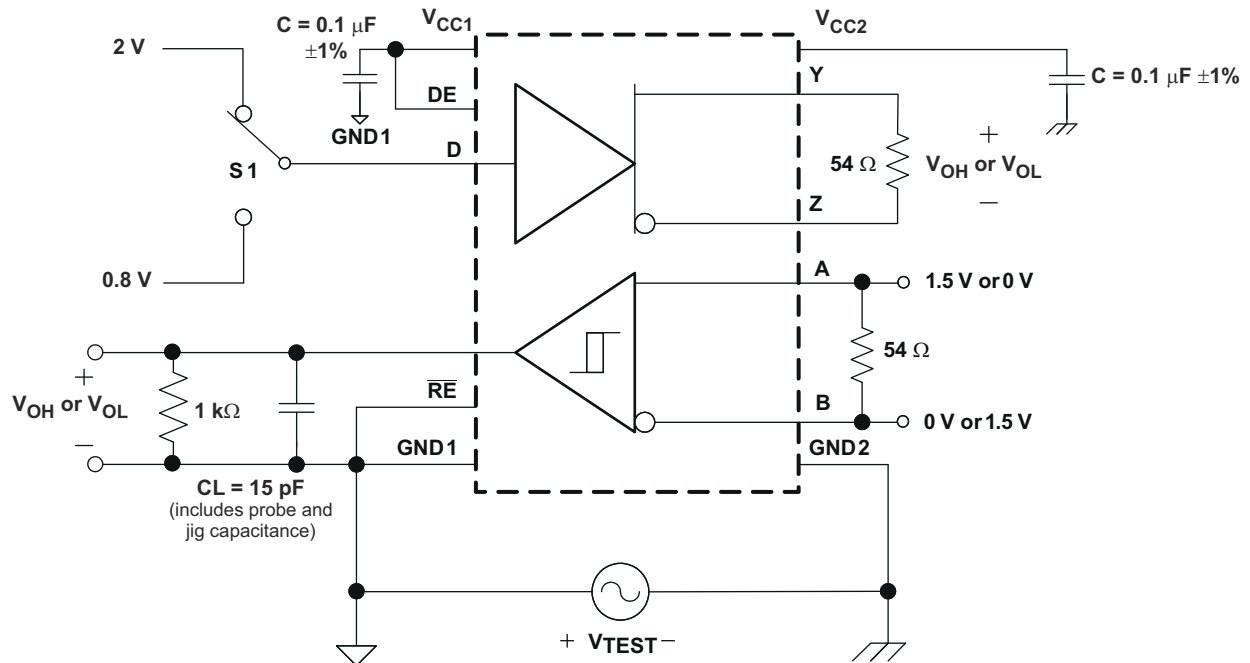 C = 0.1 μF
±1%
V_CC1
V_CC2
2 V
Y
C = 0.1 μF ±1%
DE
GND1
D
S1
54 Ω
+
V_OH or V_OL
−
Z
0.8 V
A
1.5 V or 0 V
54 Ω
+
V_OH or V_OL
−
1 kΩ
R̅E̅
B
0 V or 1.5 V
GND1
GND2
CL = 15 pF
(includes probe and
jig capacitance)
+ VTEST −